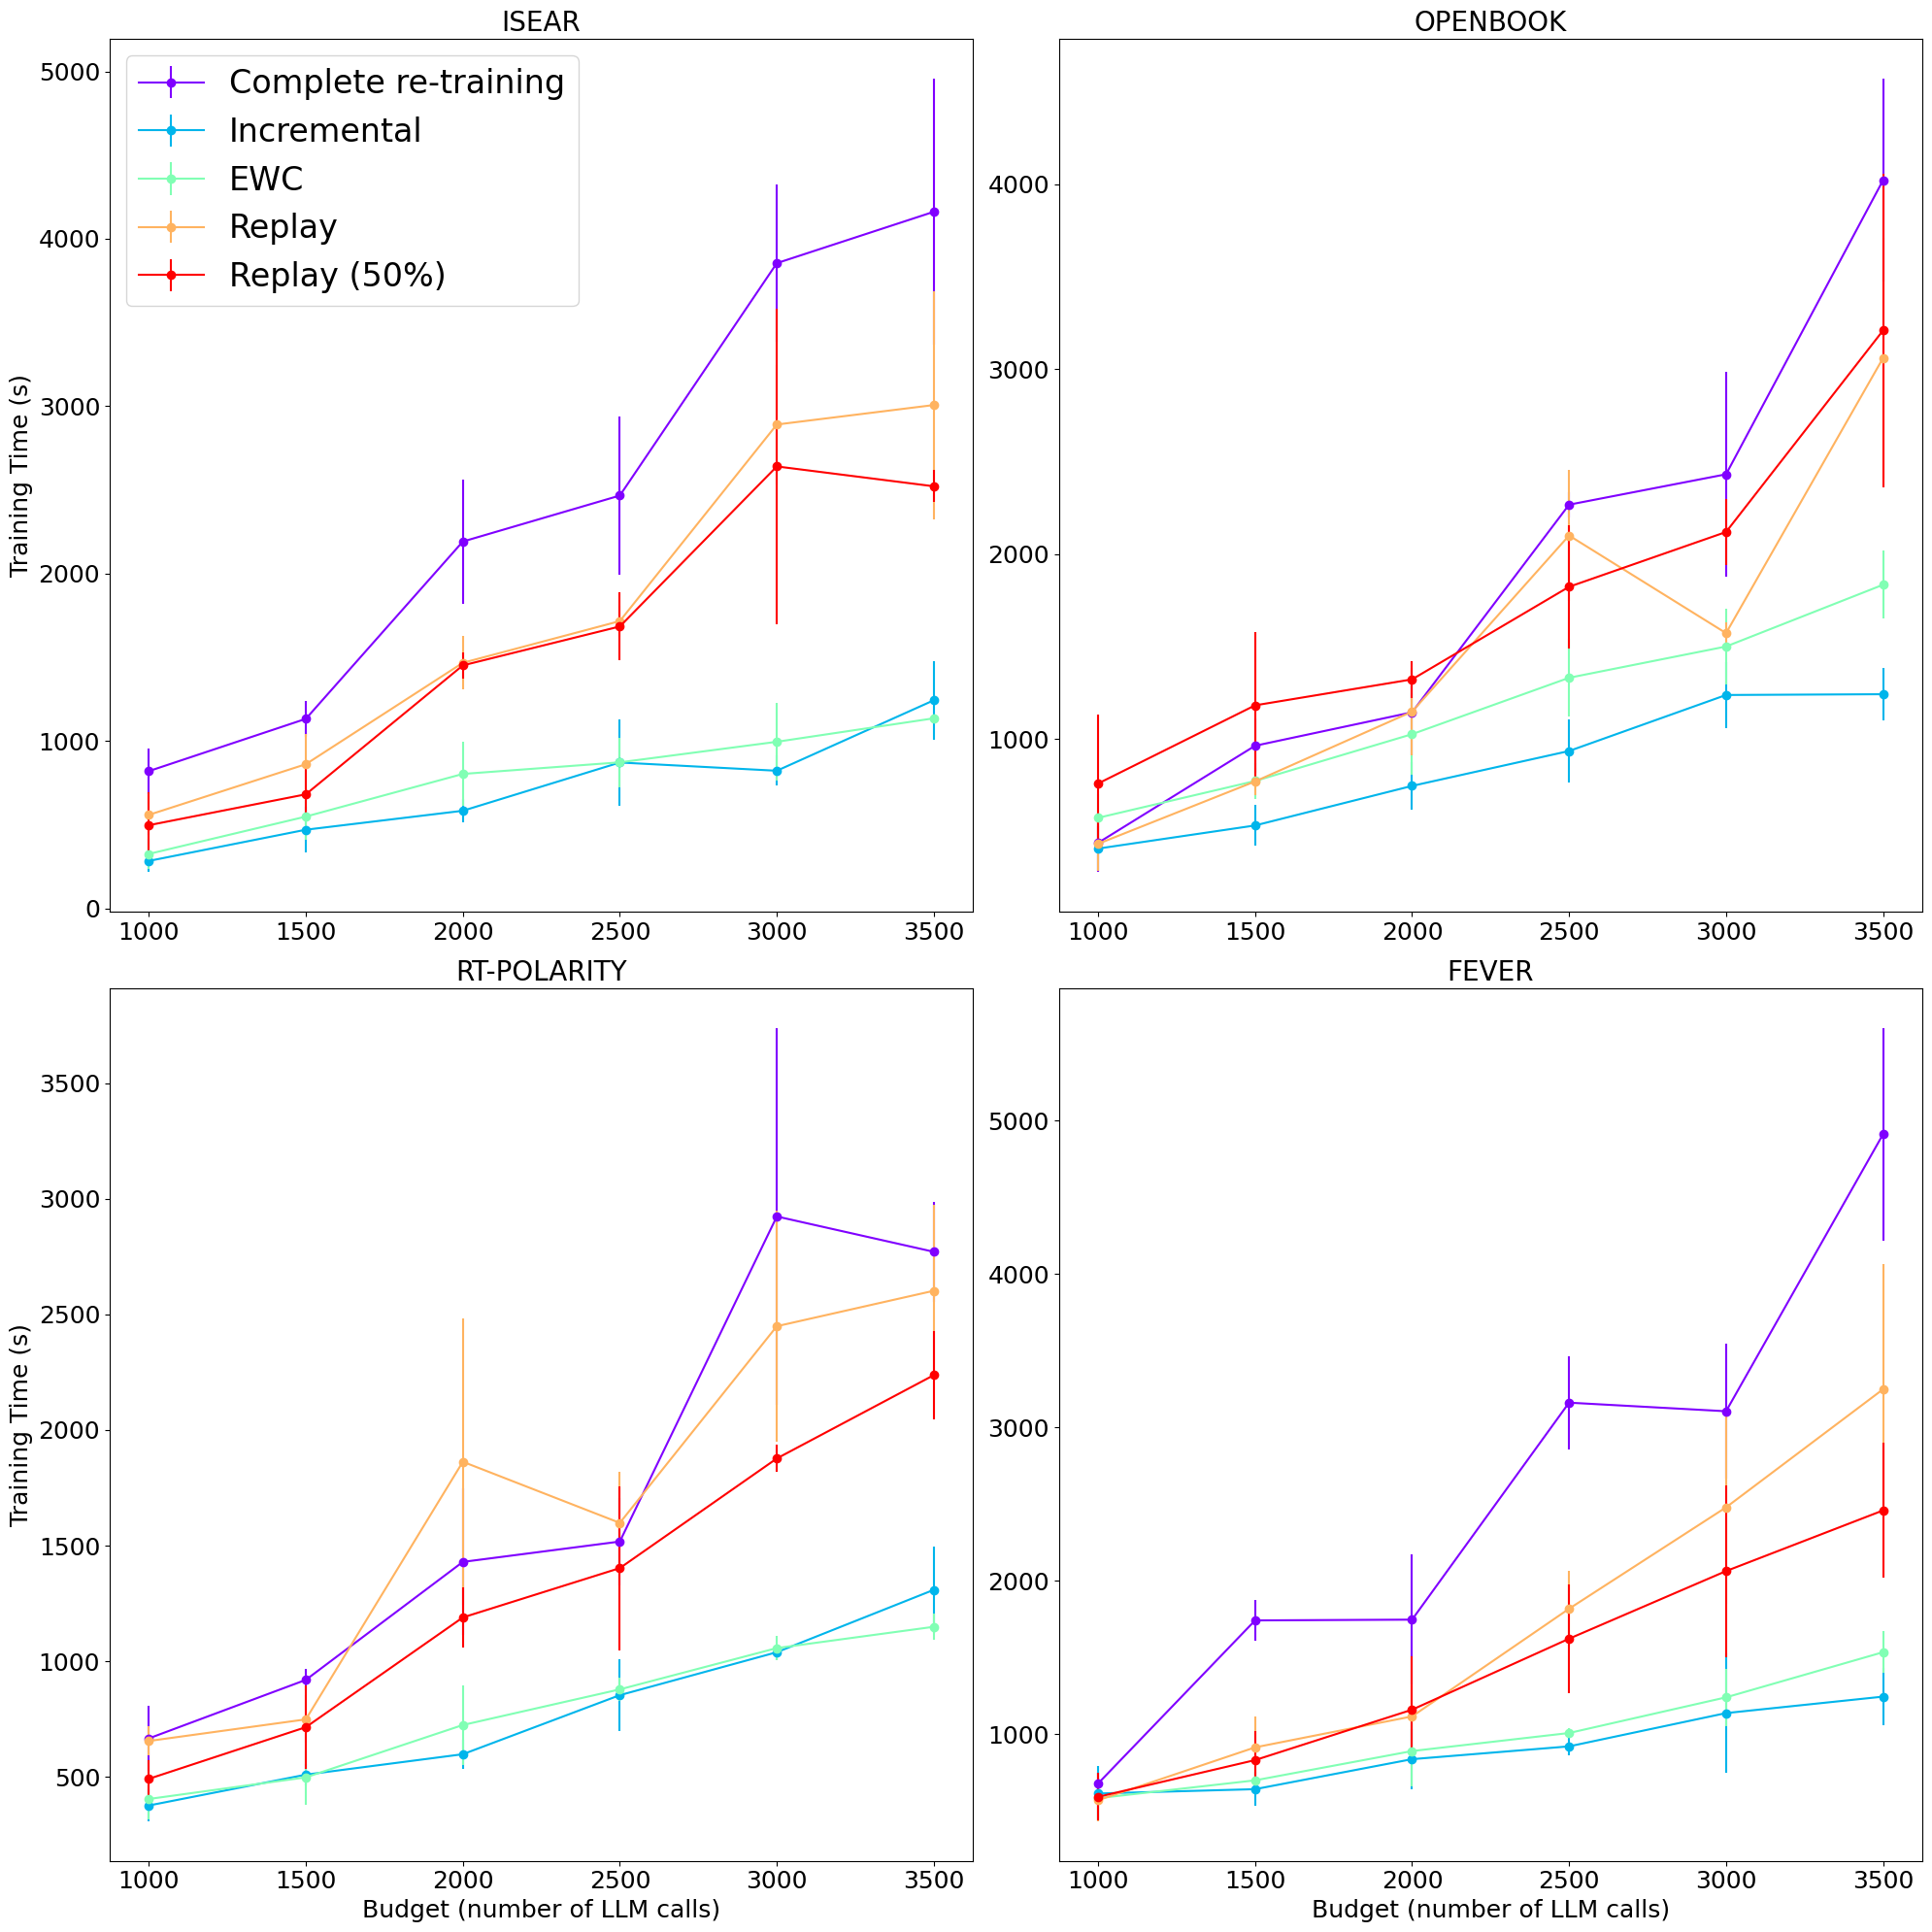 ISEAR
5000
4000
3000
2000
1000
0
Training Time (s)
Complete re-training
Incremental
EWC
Replay
Replay (50%)
1000 1500 2000 2500 3000 3500
OPENBOOK
4000
3000
2000
1000
1000 1500 2000 2500 3000 3500
RT-POLARITY
3500
3000
2500
2000
1500
1000
500
Training Time (s)
1000 1500 2000 2500 3000 3500
Budget (number of LLM calls)
FEVER
5000
4000
3000
2000
1000
1000 1500 2000 2500 3000 3500
Budget (number of LLM calls)